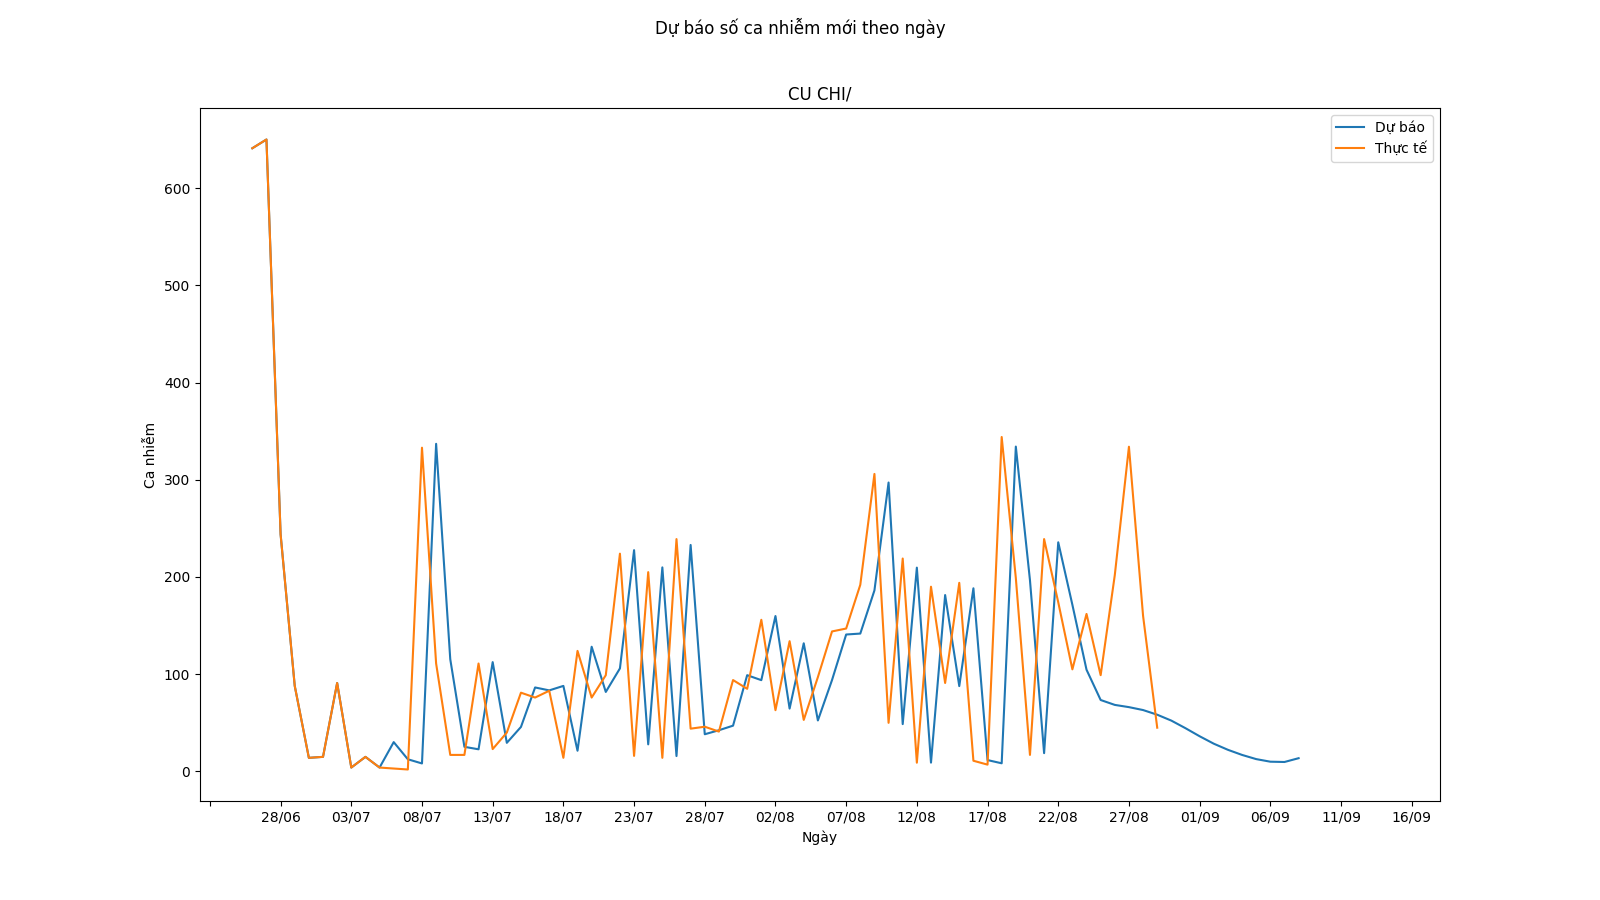 Dự báo số ca nhiễm mới theo ngày
CU CHI/
Dự báo
Thực tế
600
500
400
300
200
100
0
Ca nhiễm
28/06 03/07 08/07 13/07 18/07 23/07 28/07 02/08 07/08 12/08 17/08 22/08 27/08 01/09 06/09 11/09 16/09
Ngày